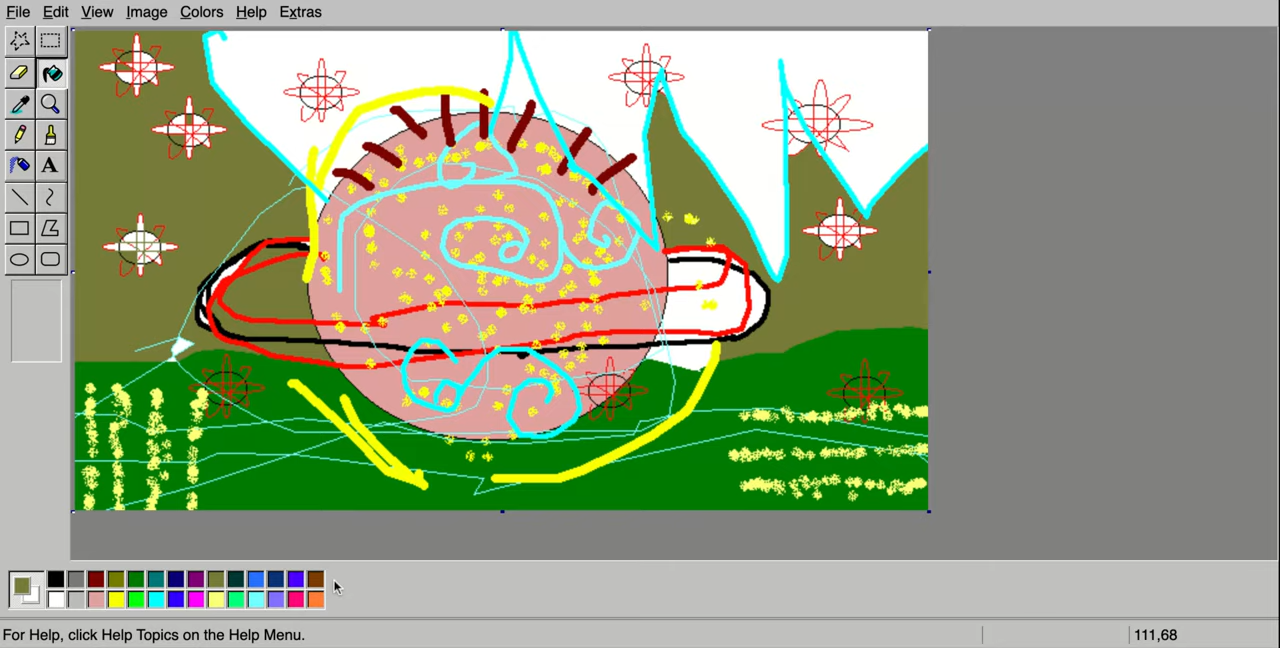 File Edit View Image Colors Help Extras
A
For Help, click Help Topics on the Help Menu. 111,68